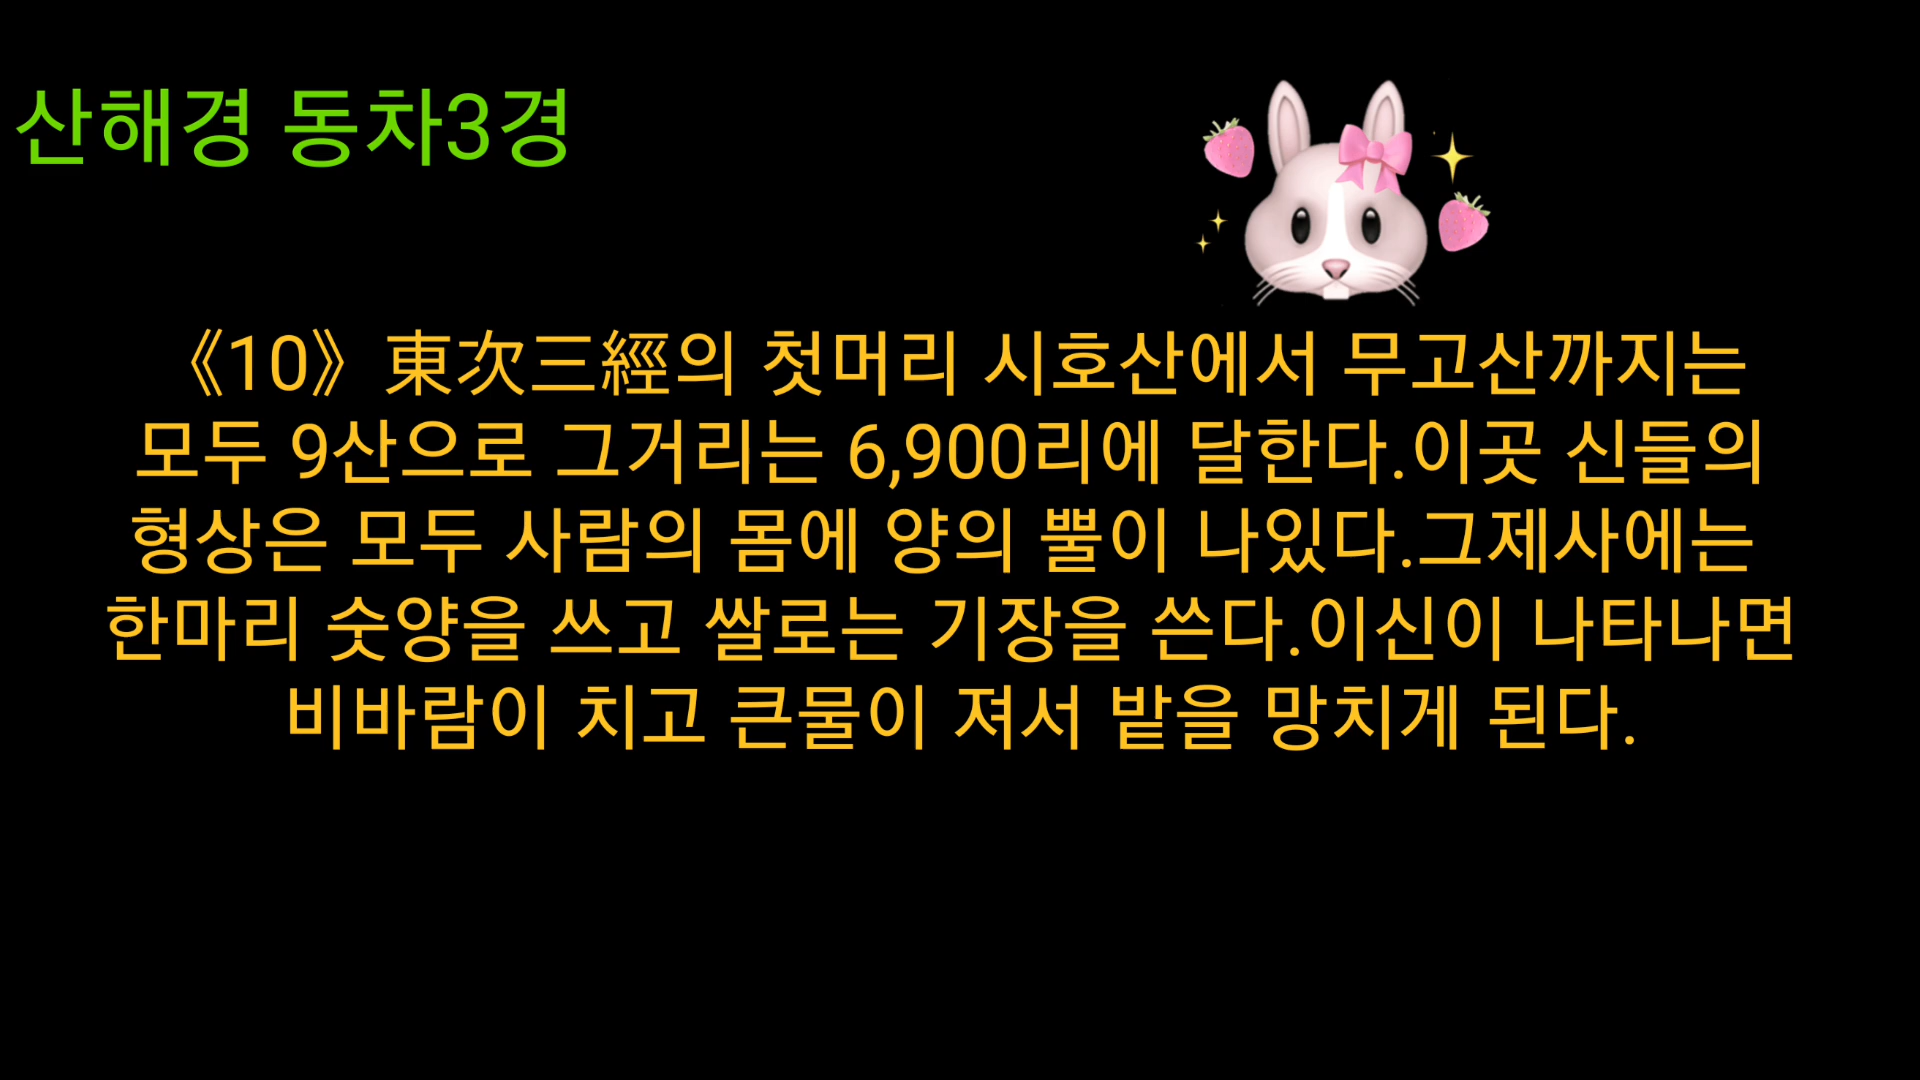 산해경 동차3경
《10》東次三經의 첫머리 시호산에서 무고산까지는
모두 9산으로 그거리는 6,900리에 달한다.이곳 신들의
형상은 모두 사람의 몸에 양의 뿔이 나있다.그제사에는
한마리 숫양을 쓰고 쌀로는 기장을 쓴다.이신이 나타나면
비바람이 치고 큰물이 져서 밭을 망치게 된다.